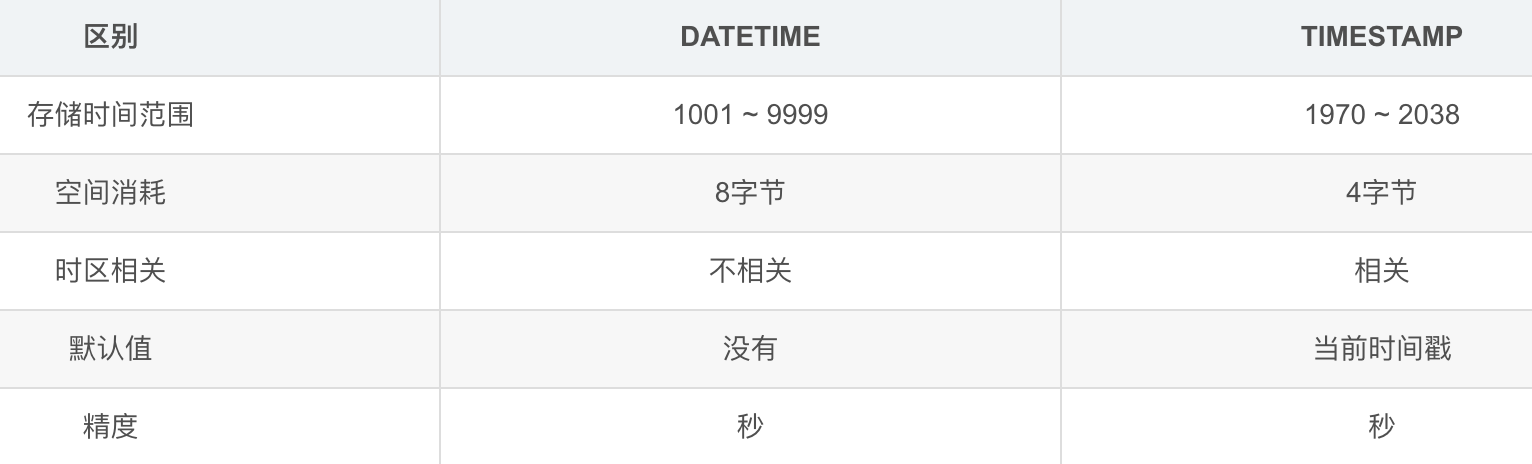 区别 DATETIME TIMESTAMP
存储时间范围 1001 ~ 9999 1970 ~ 2038
空间消耗 8字节 4字节
时区相关 不相关 相关
默认值 没有 当前时间戳
精度 秒 秒